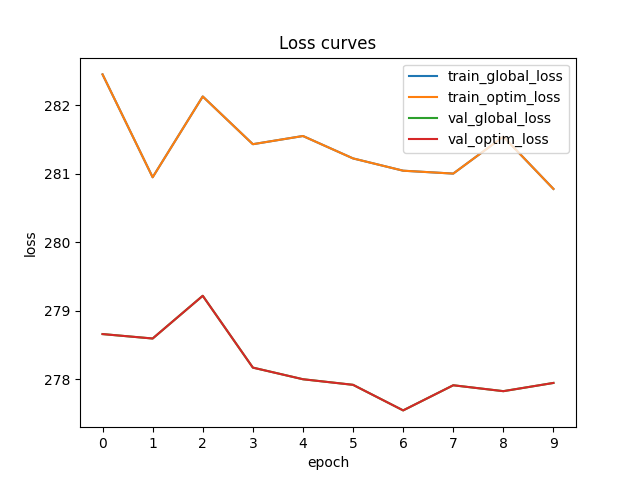 Loss curves
train_global_loss
train_optim_loss
val_global_loss
val_optim_loss
282
281
280
279
278
loss
0 1 2 3 4 5 6 7 8 9
epoch